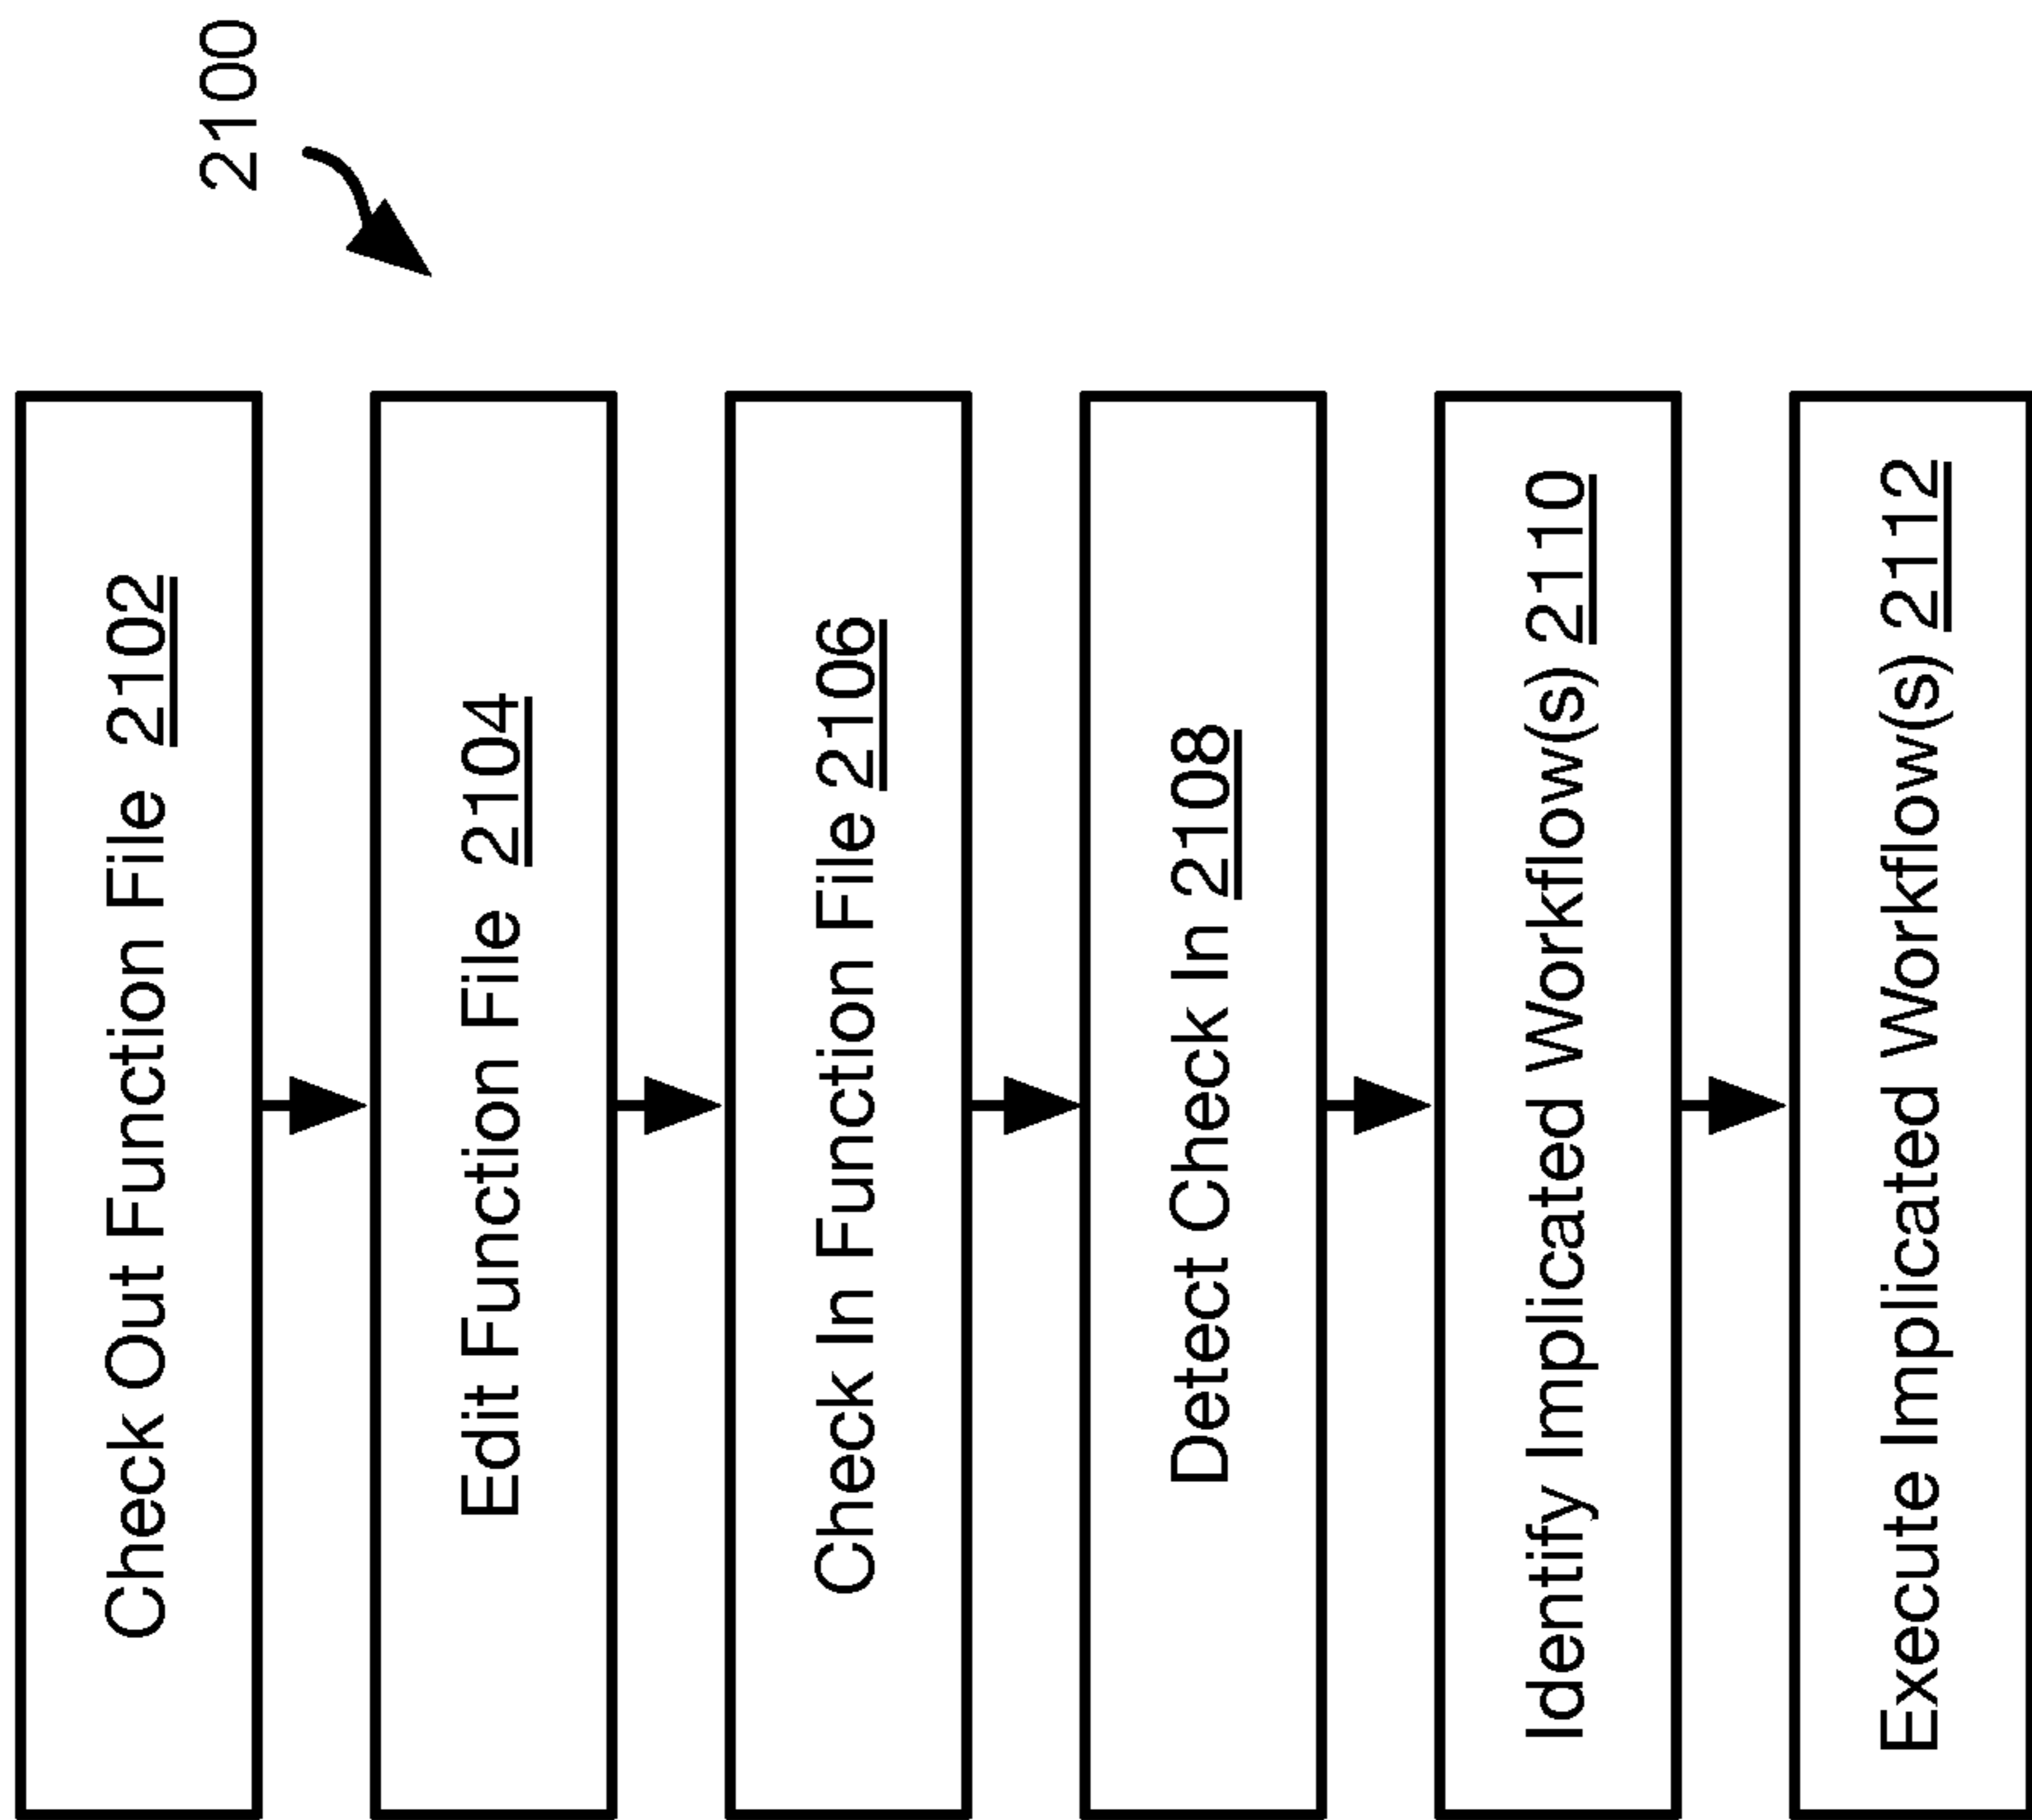 2100
Check Out Function File 2102
Edit Function File 2104
Check In Function File 2106
Detect Check In 2108
Identify Implicated Workflow(s) 2110
Execute Implicated Workflow(s) 2112